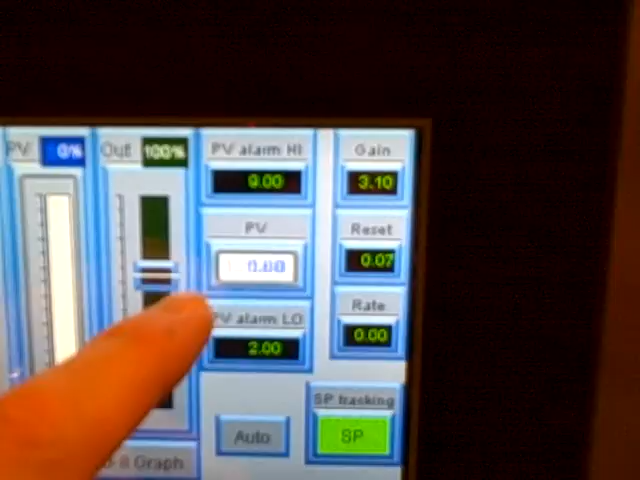 PV 0%
Out 100%
PV alarm HI
9.00
PV
0.00
PV alarm LO
2.00
Gain
3.10
Reset
0.07
Rate
0.00
SP tracking
SP
Auto
Graph